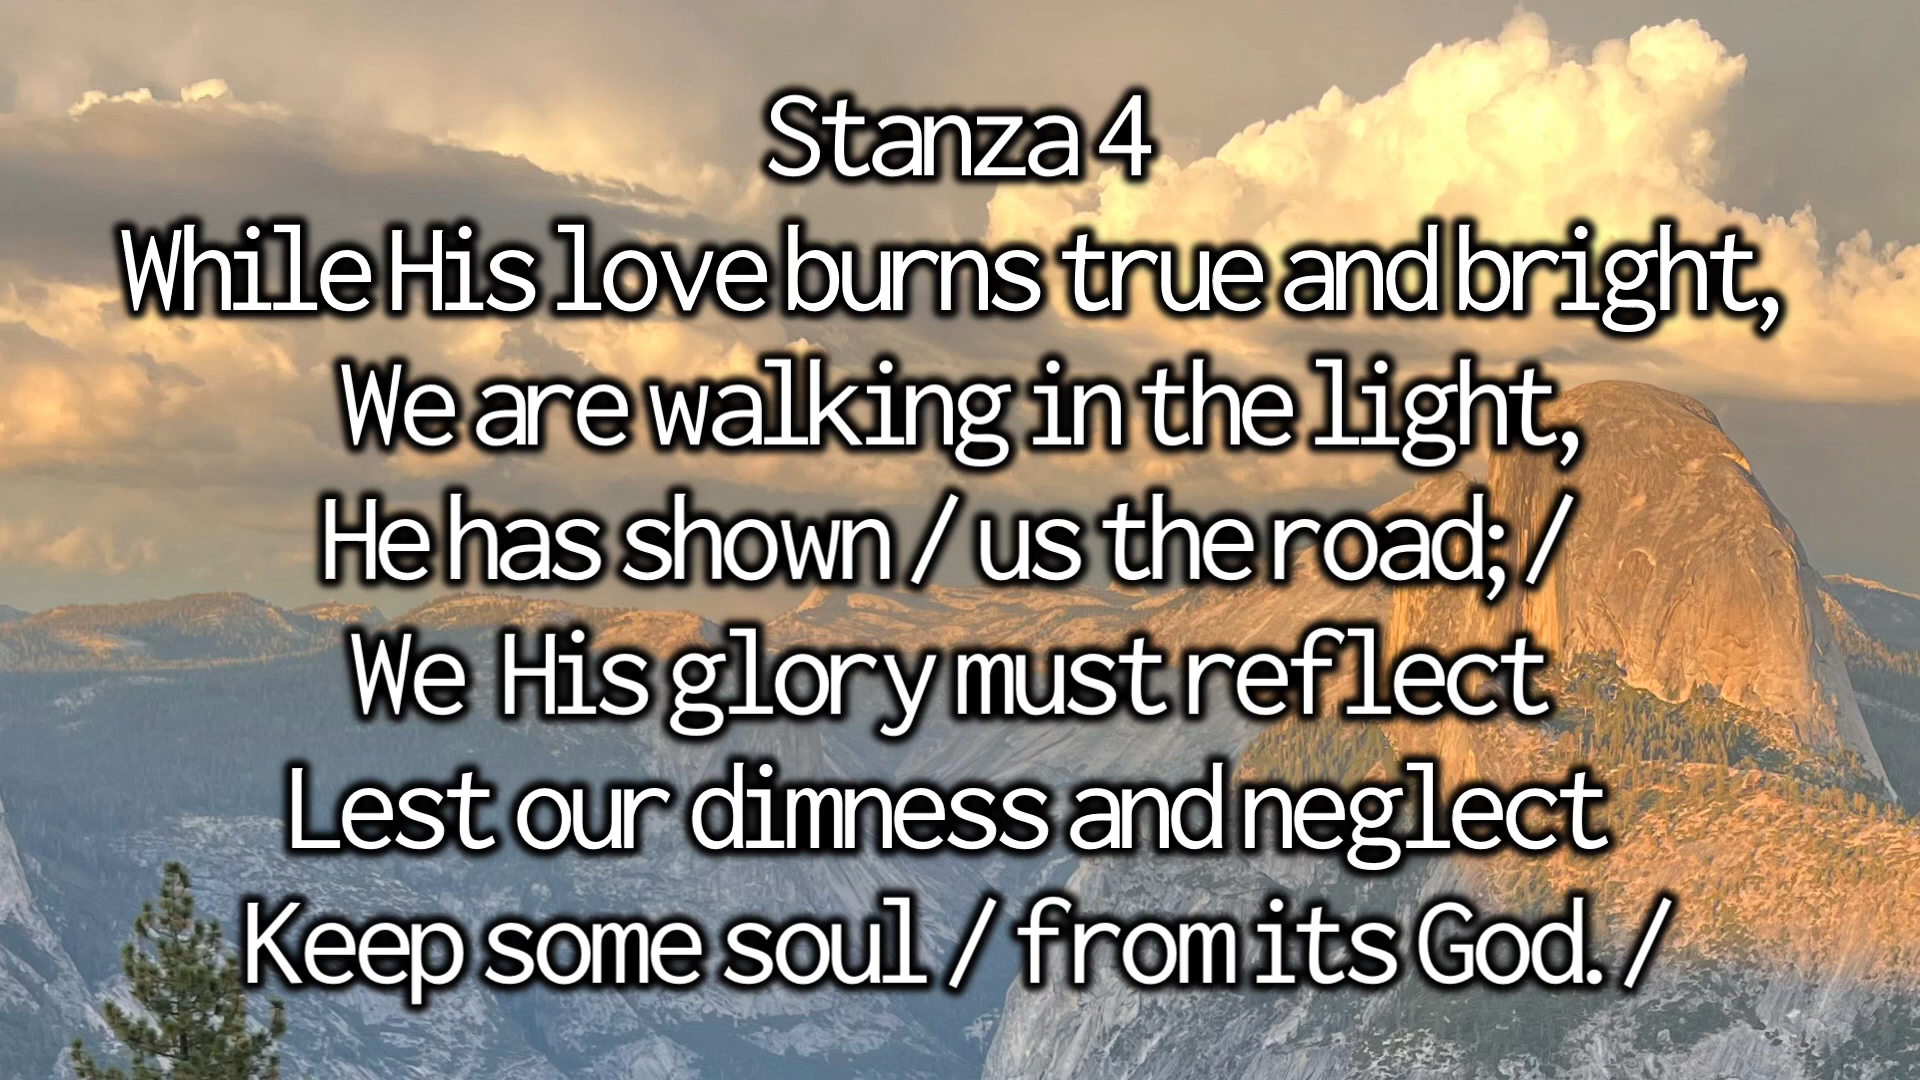 Stanza 4
While His love burns true and bright,
We are walking in the light,
He has shown / us the road; /
We His glory must reflect
Lest our dimness and neglect
Keep some soul / from its God. /